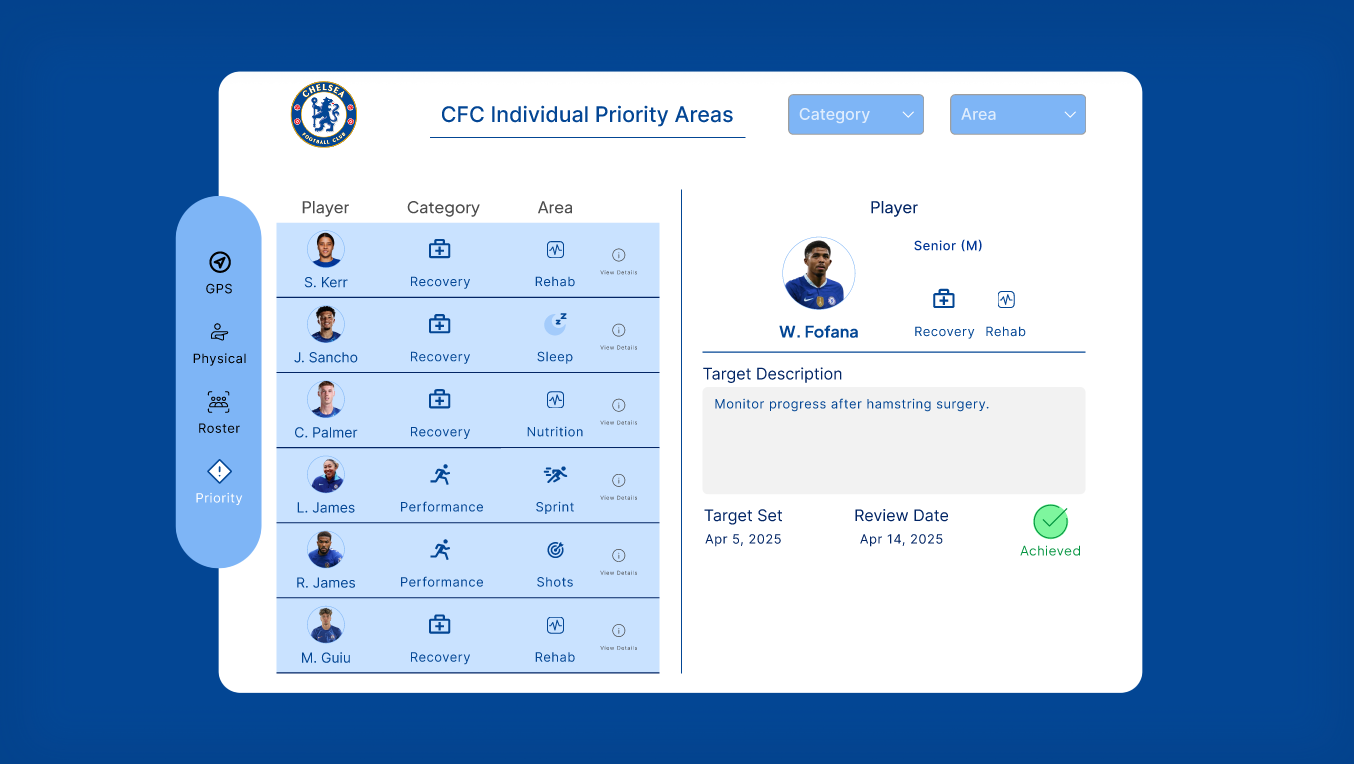 CHELSEA
FOOTBALL CLUB
CFC Individual Priority Areas
Category
Area
GPS
Physical
Roster
Priority
Player Category Area
S. Kerr Recovery Rehab View Details
J. Sancho Recovery Sleep View Details
C. Palmer Recovery Nutrition View Details
L. James Performance Sprint View Details
R. James Performance Shots View Details
M. Guiu Recovery Rehab View Details
Player
Senior (M)
W. Fofana Recovery Rehab
Target Description
Monitor progress after hamstring surgery.
Target Set Review Date
Apr 5, 2025 Apr 14, 2025
Achieved